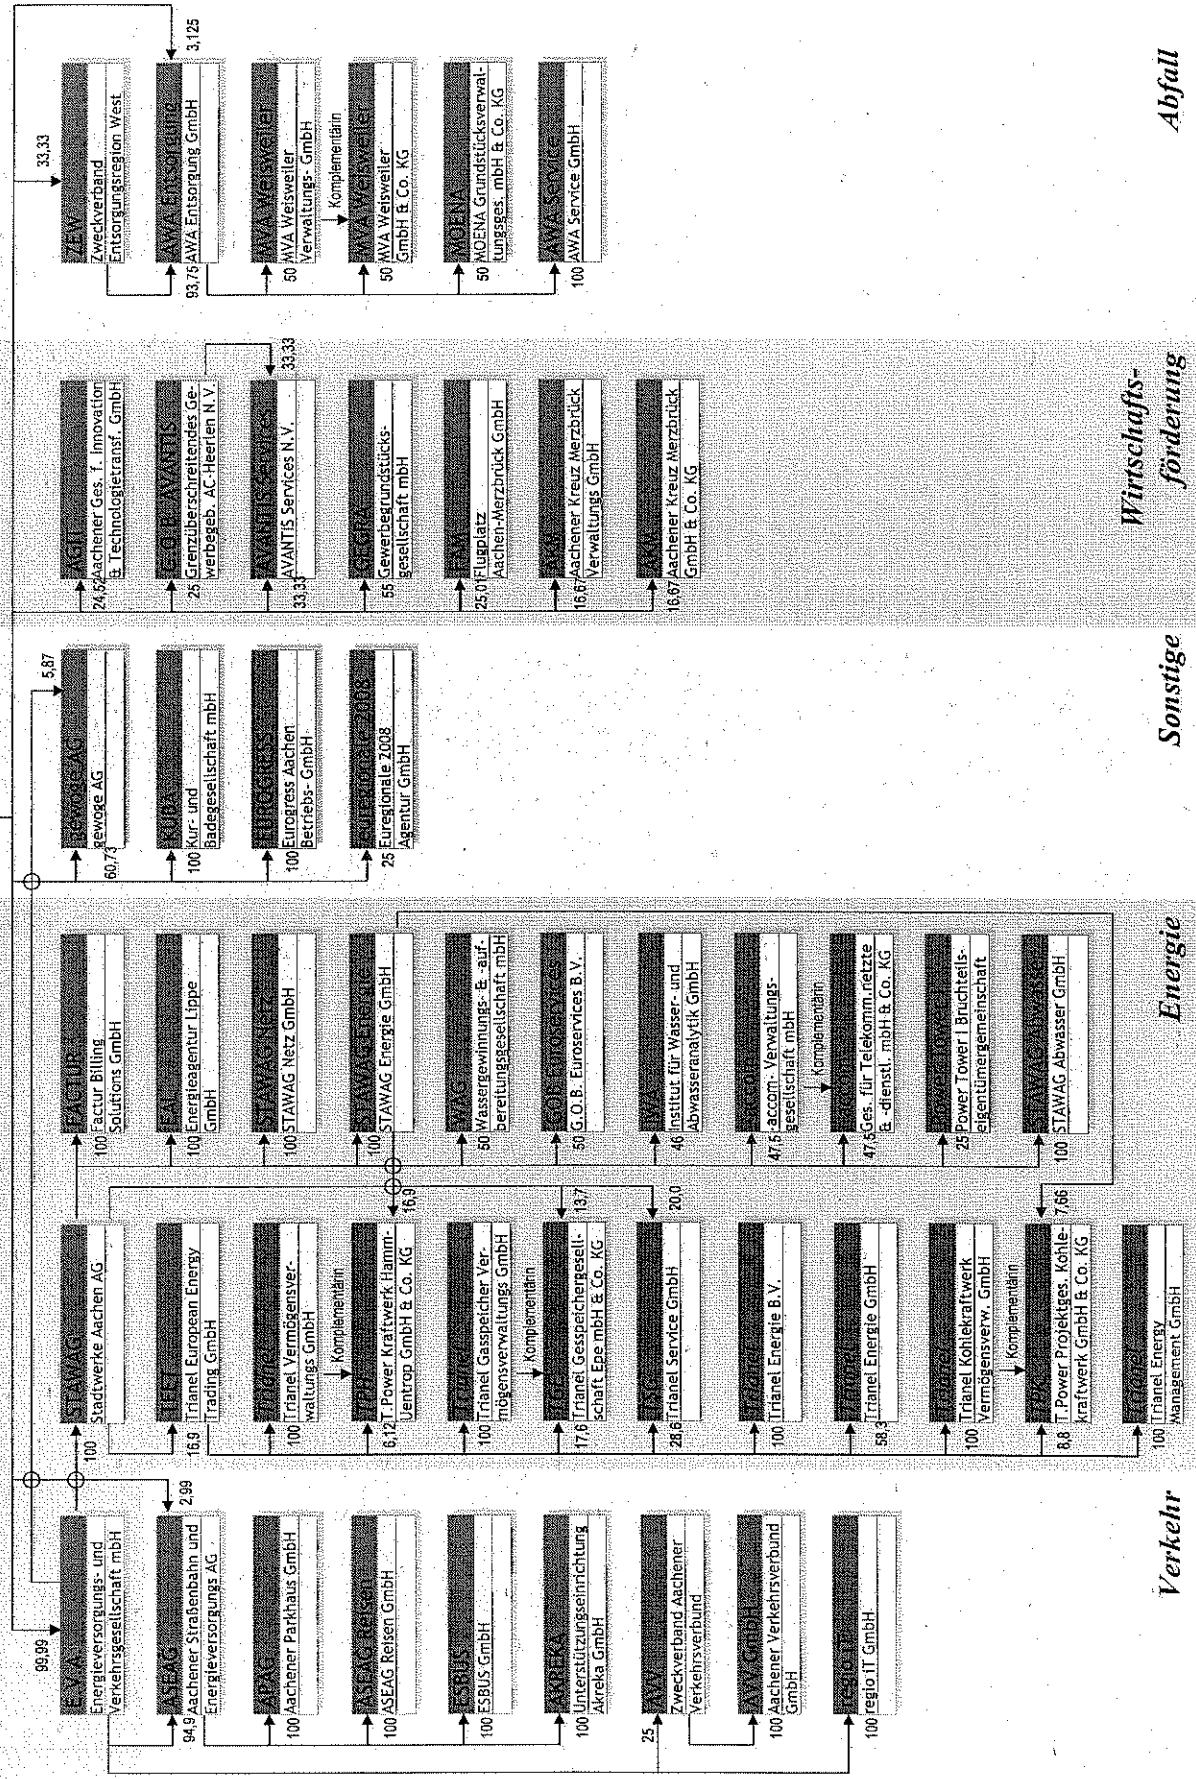 99,99
E.V.A.
Energieversorgungs- und
Verkehrsgesellschaft mbH
ASEAG
2,99
94,9
Aachener Straßenbahn und
Energieversorgungs AG
APAG
100
Aachener Parkhaus GmbH
ASEAG Reisen
100
ASEAG Reisen GmbH
ESBUS
100
ESBUS GmbH
AKREKA
100
Unterstützungseinrichtung
Akreka GmbH
AVV
25
Zweckverband Aachener
Verkehrsverbund
AVV GmbH
100
Aachener Verkehrsverbund
GmbH
regio iT
100
regio iT GmbH
Verkehr
STAWAG
100
Stadtwerke Aachen AG
TEET
16,9
Trianel European Energy
Trading GmbH
Trianel
100
Trianel Vermögensver-
waltungs GmbH
Komplementärin
TPH
16,9
6,12
T.Power Kraftwerk Hamm-
Uentrop GmbH & Co. KG
Trianel
100
Trianel Gasspeicher Ver-
mögensverwaltungs GmbH
Komplementärin
TGE
13,7
17,6
Trianel Gesspeichergesell-
schaft Epe mbH & Co. KG
TSG
20,0
28,6
Trianel Service GmbH
Trianel
100
Trianel Energie B.V.
Trianel
58,3
Trianel Energie GmbH
Trianel
100
Trianel Kohlekraftwerk
Vermögensverw. GmbH
Komplementärin
TPK
7,66
8,8
T.Power Projektges. Kohle-
kraftwerk GmbH & Co. KG
Trianel
100
Trianel Energy
Management GmbH
FACTUR
100
Factur Billing
Solutions GmbH
EAL
100
Energieagentur Lippe
GmbH
STAWAG Netz
100
STAWAG Netz GmbH
STAWAG Energie
100
STAWAG Energie GmbH
WAG
50
Wassergewinnungs- & -auf-
bereitungsgesellschaft mbH
GOB Euroservices
50
G.O.B. Euroservices B.V.
IWA
46
Institut für Wasser- und
Abwasseranalytik GmbH
accom
47,5
-accom- Verwaltungs-
gesellschaft mbH
Komplementärin
accom
47,5
Ges. für Telekomm.netzte
& -dienstl. mbH & Co. KG
Power Tower I
25
Power Tower I Bruchteils-
eigentümergemeinschaft
STAWAG Abwasser
100
STAWAG Abwasser GmbH
Energie
5,87
gewoge AG
60,73
gewoge AG
KUBA
100
Kur- und
Badegesellschaft mbH
EUROGRESS
100
Eurogress Aachen
Betriebs- GmbH
Euregionale 2008
25
Euregionale 2008
Agentur GmbH
Sonstige
AGIT
24,52
Aachener Ges. f. Innovation
& Technologietransf. GmbH
G.O.B. AVANTIS
25
Grenzüberschreitendes Ge-
werbegeb. AC-Heerlen N.V.
AVANTIS Services
33,33
33,33
AVANTIS Services N.V.
GEGRA
55
Gewerbegrundstücks-
gesellschaft mbH
FAM
25,01
Flugplatz
Aachen-Merzbrück GmbH
AKM
16,67
Aachener Kreuz Merzbrück
Verwaltungs GmbH
AKM
16,67
Aachener Kreuz Merzbrück
GmbH & Co. KG
Wirtschafts-
förderung
33,33
ZEW
Zweckverband
Entsorgungsregion West
AWA Entsorgung
3,125
93,75
AWA Entsorgung GmbH
MVA Weisweiler
50
MVA Weisweiler
Verwaltungs- GmbH
Komplementärin
MVA Weisweiler
50
MVA Weisweiler
GmbH & Co. KG
MOENA
50
MOENA Grundstücksverwal-
tungsges. mbH & Co. KG
AWA Service
100
AWA Service GmbH
Abfall